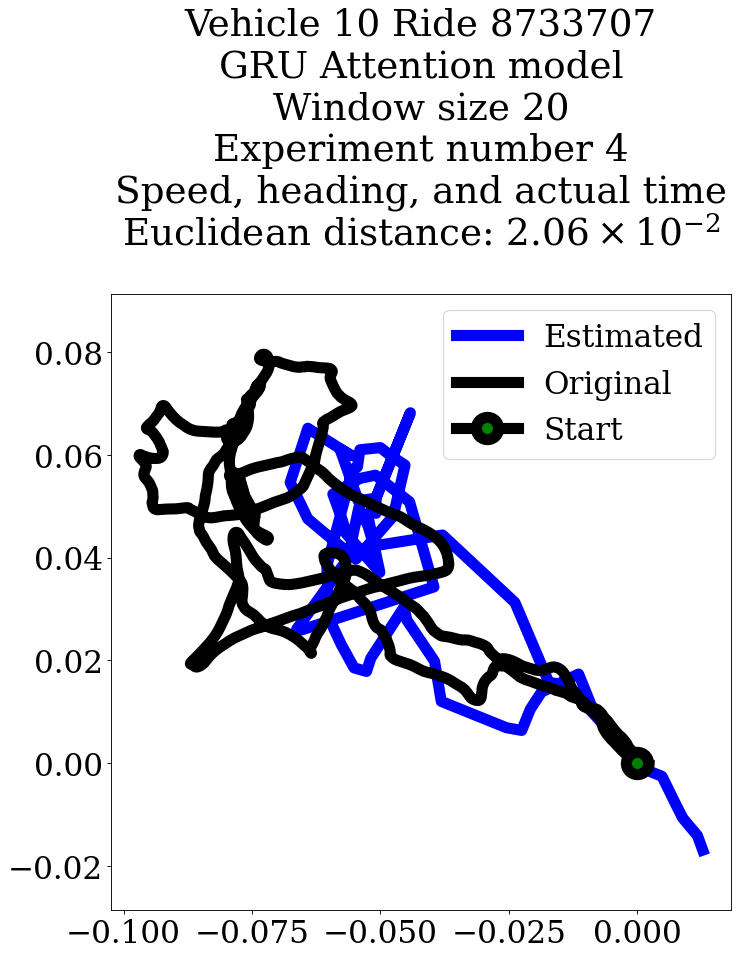 Vehicle 10 Ride 8733707
GRU Attention model
Window size 20
Experiment number 4
Speed, heading, and actual time
Euclidean distance: 2.06 × 10⁻²
Estimated
Original
Start
0.08
0.06
0.04
0.02
0.00
−0.02
−0.100 −0.075 −0.050 −0.025 0.000